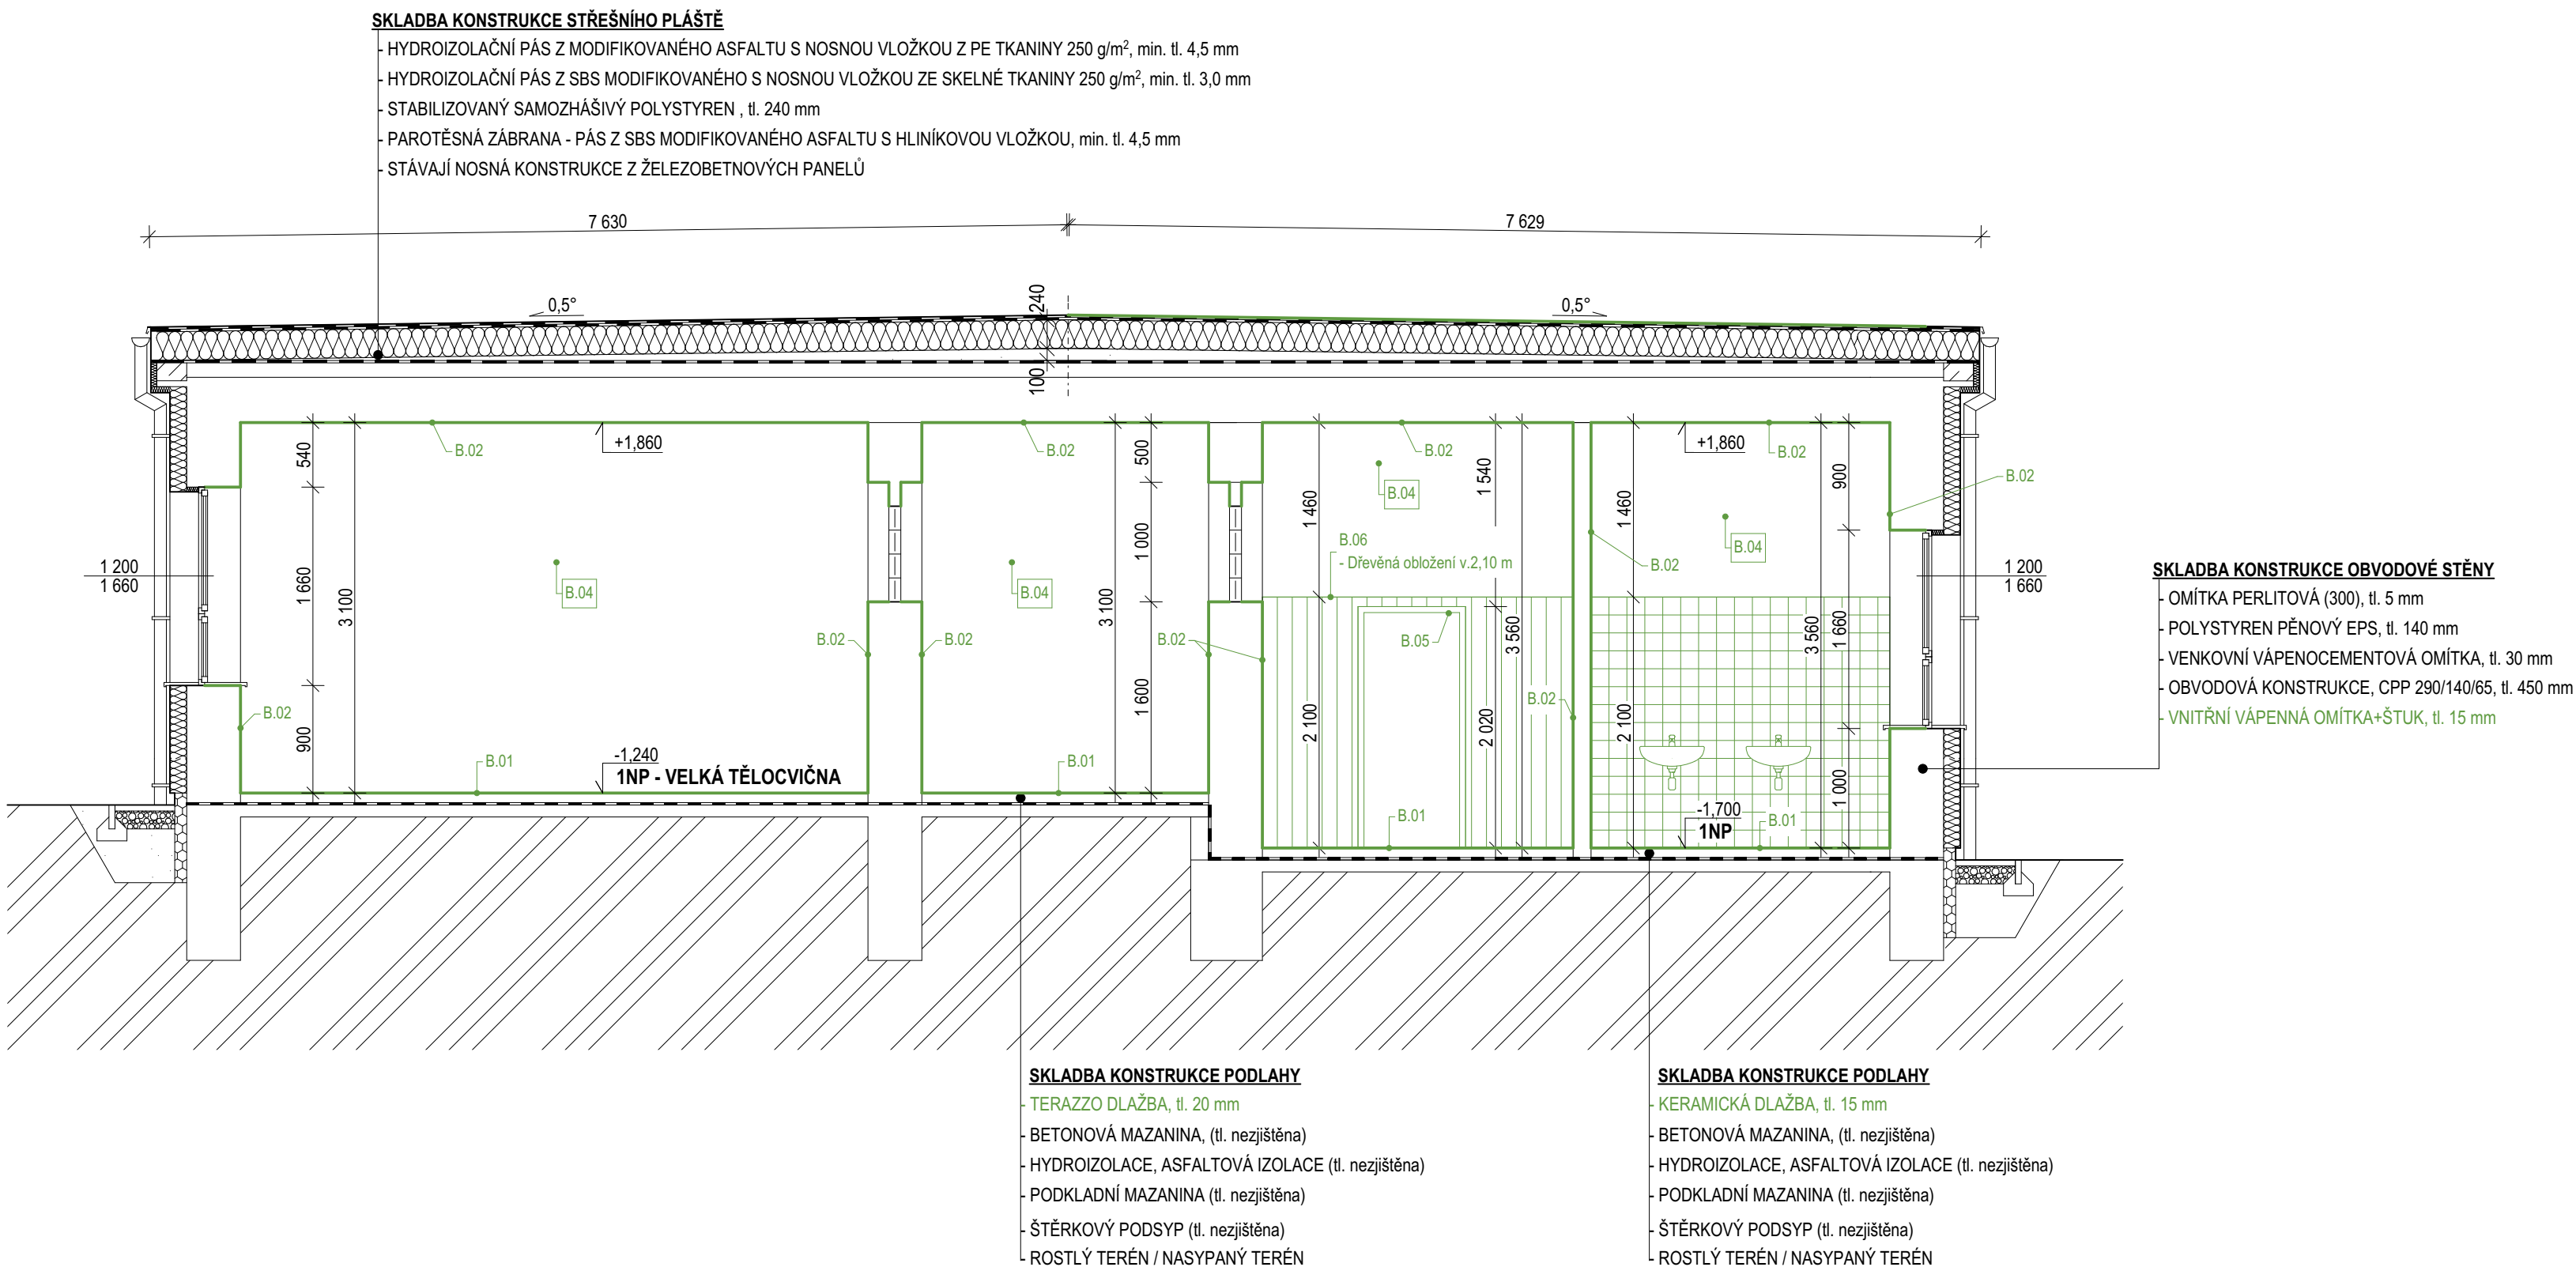 SKLADBA KONSTRUKCE STŘEŠNÍHO PLÁŠTĚ
- HYDROIZOLAČNÍ PÁS Z MODIFIKOVANÉHO ASFALTU S NOSNOU VLOŽKOU Z PE TKANINY 250 g/m², min. tl. 4,5 mm
- HYDROIZOLAČNÍ PÁS Z SBS MODIFIKOVANÉHO S NOSNOU VLOŽKOU ZE SKELNÉ TKANINY 250 g/m², min. tl. 3,0 mm
- STABILIZOVANÝ SAMOZHÁŠIVÝ POLYSTYREN , tl. 240 mm
- PAROTĚSNÁ ZÁBRANA - PÁS Z SBS MODIFIKOVANÉHO ASFALTU S HLINÍKOVOU VLOŽKOU, min. tl. 4,5 mm
- STÁVAJÍ NOSNÁ KONSTRUKCE Z ŽELEZOBETNOVÝCH PANELŮ
7 630
7 629
0,5°
240
0,5°
100
540
3 100
B.02
+1,860
B.02
500
B.02
1 460
1 540
B.04
1 460
+1,860
B.02
900
B.02
1 200
1 660
1 660
B.04
B.04
3 100
1 000
B.06
- Dřevěná obložení v.2,10 m
B.02
B.04
1 200
1 660
B.02
B.02
B.02
B.05
3 560
3 560
1 660
1 600
B.02
900
B.02
2 100
2 020
2 100
1 000
B.01
-1,240
1NP - VELKÁ TĚLOCVIČNA
B.01
B.01
-1,700
1NP
B.01
SKLADBA KONSTRUKCE OBVODOVÉ STĚNY
- OMÍTKA PERLITOVÁ (300), tl. 5 mm
- POLYSTYREN PĚNOVÝ EPS, tl. 140 mm
- VENKOVNÍ VÁPENOCEMENTOVÁ OMÍTKA, tl. 30 mm
- OBVODOVÁ KONSTRUKCE, CPP 290/140/65, tl. 450 mm
- VNITŘNÍ VÁPENNÁ OMÍTKA+ŠTUK, tl. 15 mm
SKLADBA KONSTRUKCE PODLAHY
- TERAZZO DLAŽBA, tl. 20 mm
- BETONOVÁ MAZANINA, (tl. nezjištěna)
- HYDROIZOLACE, ASFALTOVÁ IZOLACE (tl. nezjištěna)
- PODKLADNÍ MAZANINA (tl. nezjištěna)
- ŠTĚRKOVÝ PODSYP (tl. nezjištěna)
- ROSTLÝ TERÉN / NASYPANÝ TERÉN
SKLADBA KONSTRUKCE PODLAHY
- KERAMICKÁ DLAŽBA, tl. 15 mm
- BETONOVÁ MAZANINA, (tl. nezjištěna)
- HYDROIZOLACE, ASFALTOVÁ IZOLACE (tl. nezjištěna)
- PODKLADNÍ MAZANINA (tl. nezjištěna)
- ŠTĚRKOVÝ PODSYP (tl. nezjištěna)
- ROSTLÝ TERÉN / NASYPANÝ TERÉN